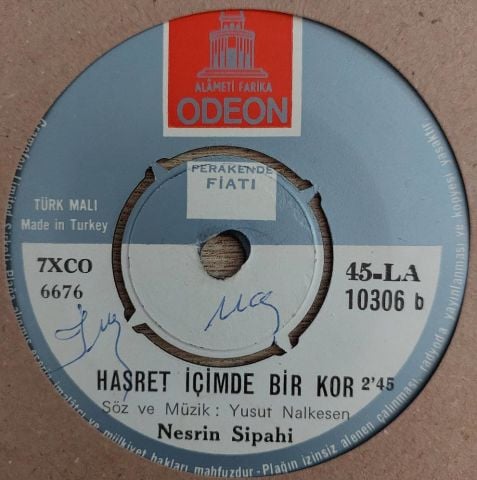 ALÂMETİ FARİKA
ODEON
PERAKENDE
FİATI
TÜRK MALI
Made in Turkey
7XCO
6676
45-LA
10306 b
HASRET İÇİMDE BİR KOR 2'45
Söz ve Müzik : Yusut Nalkesen
Nesrin Sipahi
mülkiyet hakları mahfuzdur - Plağın izinsiz alenen çalınması radyoda yayınlanması ve kopyesi yasaktır